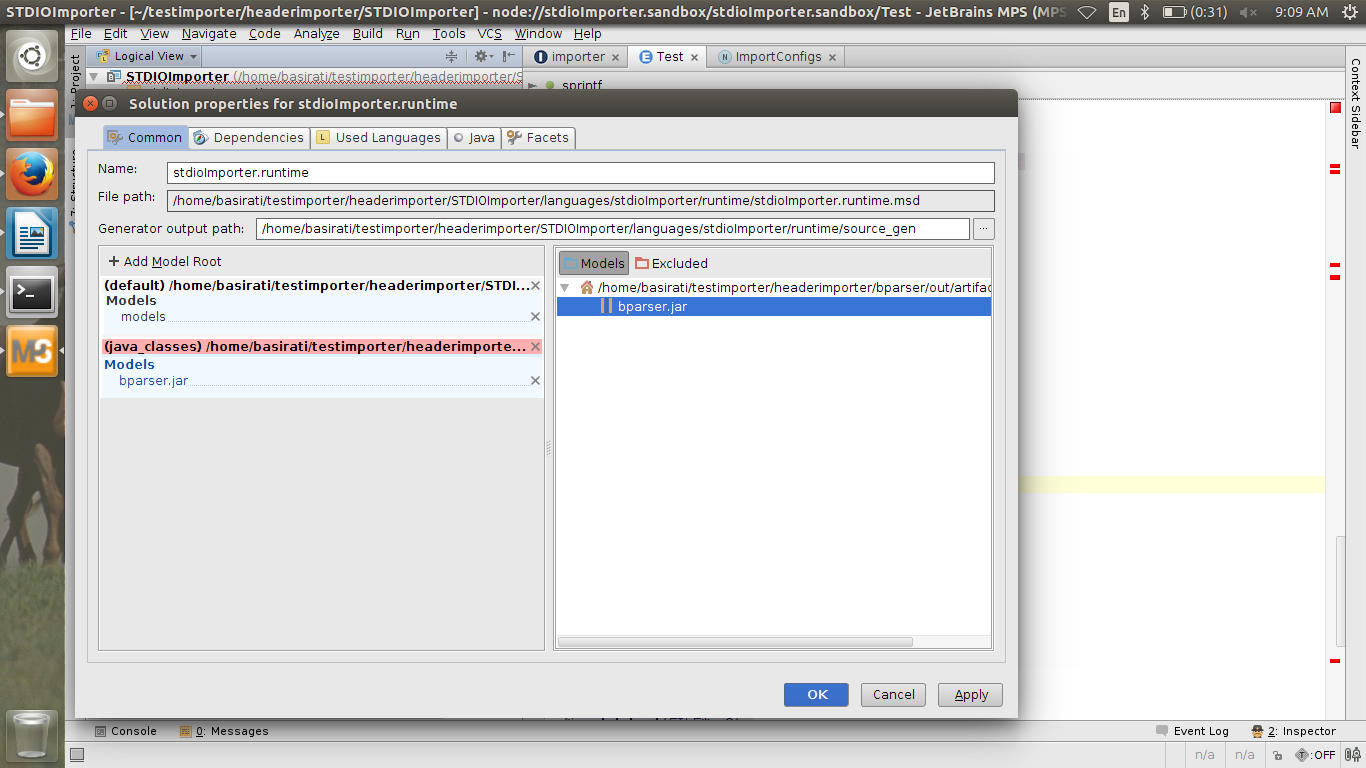 STDIOImporter - [~/testimporter/headerimporter/STDIOImporter] - node://stdioImporter.sandbox/stdioImporter.sandbox/Test - JetBrains MPS (MPS
En (0:31) 9:09 AM
File Edit View Navigate Code Analyze Build Run Tools VCS Window Help
Logical View
importer Test ImportConfigs
STDIOImporter (/home/basirati/testimporter/headerimporter/S
sprintf
Project
Context Sidebar
Solution properties for stdioImporter.runtime
Common Dependencies L Used Languages Java Facets
Name: stdioImporter.runtime
File path: /home/basirati/testimporter/headerimporter/STDIOImporter/languages/stdioImporter/runtime/stdioImporter.runtime.msd
Generator output path: /home/basirati/testimporter/headerimporter/STDIOImporter/languages/stdioImporter/runtime/source_gen ...
+ Add Model Root
Models Excluded
(default) /home/basirati/testimporter/headerimporter/STDI...
/home/basirati/testimporter/headerimporter/bparser/out/artifac
Models
bparser.jar
models
(java_classes) /home/basirati/testimporter/headerimporte...
Models
bparser.jar
OK Cancel Apply
Console 0: Messages Event Log 2: Inspector
n/a n/a T :OFF